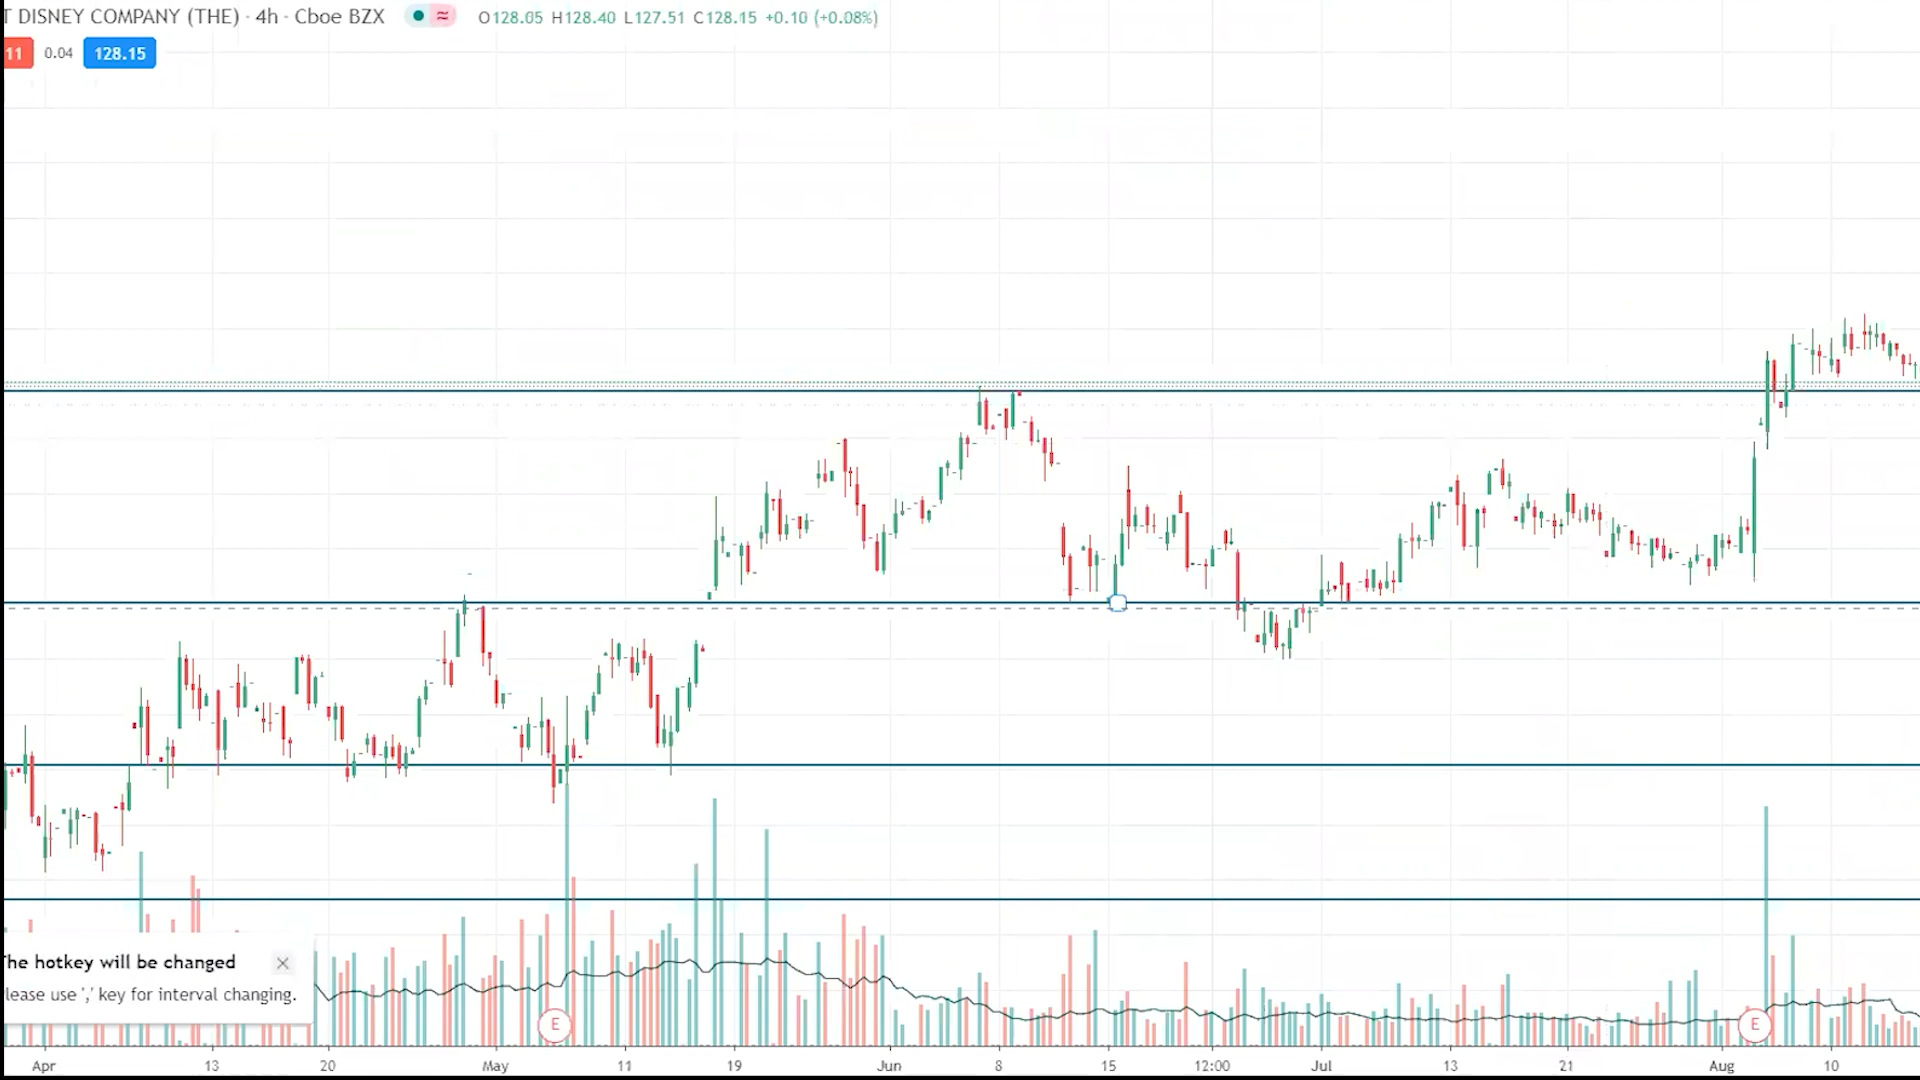 T DISNEY COMPANY (THE) · 4h · Cboe BZX ≈ O128.05 H128.40 L127.51 C128.15 +0.10 (+0.08%)
11 0.04 128.15
The hotkey will be changed
lease use ',' key for interval changing.
E E
Apr 13 20 May 11 19 Jun 8 15 12:00 Jul 13 21 Aug 10